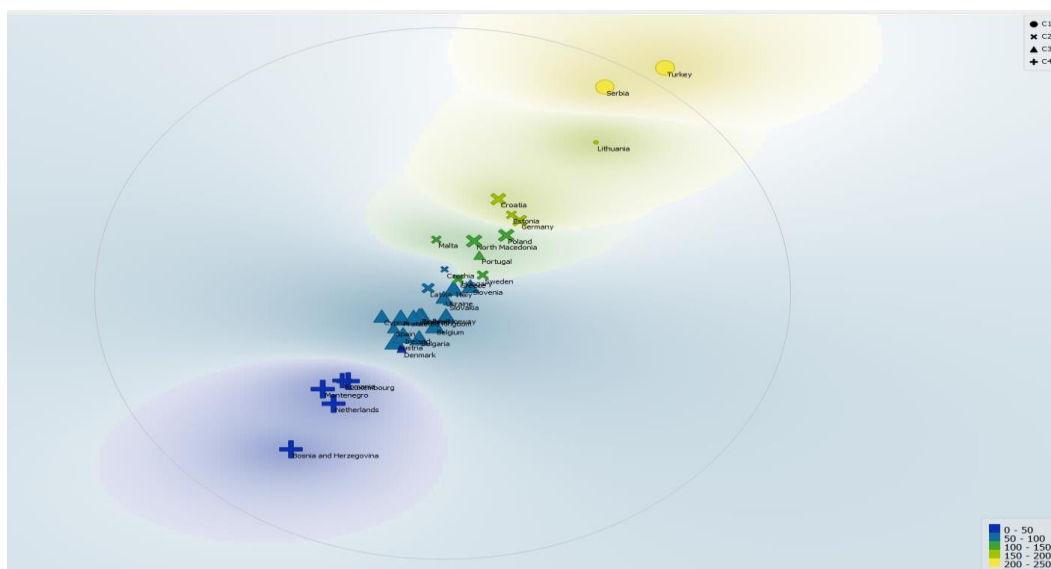 C1
C2
C3
C4
Turkey
Serbia
Lithuania
Croatia
Estonia
Germany
Poland
North Macedonia
Malta
Portugal
Czechia
Sweden
Slovenia
Latvia
Italy
Ukraine
Slovakia
Cyprus
Belgium
Spain
Bulgaria
Austria
Denmark
Luxembourg
Montenegro
Netherlands
Bosnia and Herzegovina
0 - 50
50 - 100
100 - 150
150 - 200
200 - 250